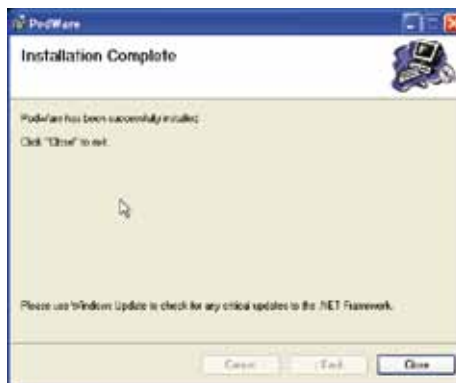 PodWare
Installation Complete
PodWare has been successfully installed.
Click "Close" to exit.
Please use Windows Update to check for any critical updates to the .NET Framework.
Cancel
Back
Close